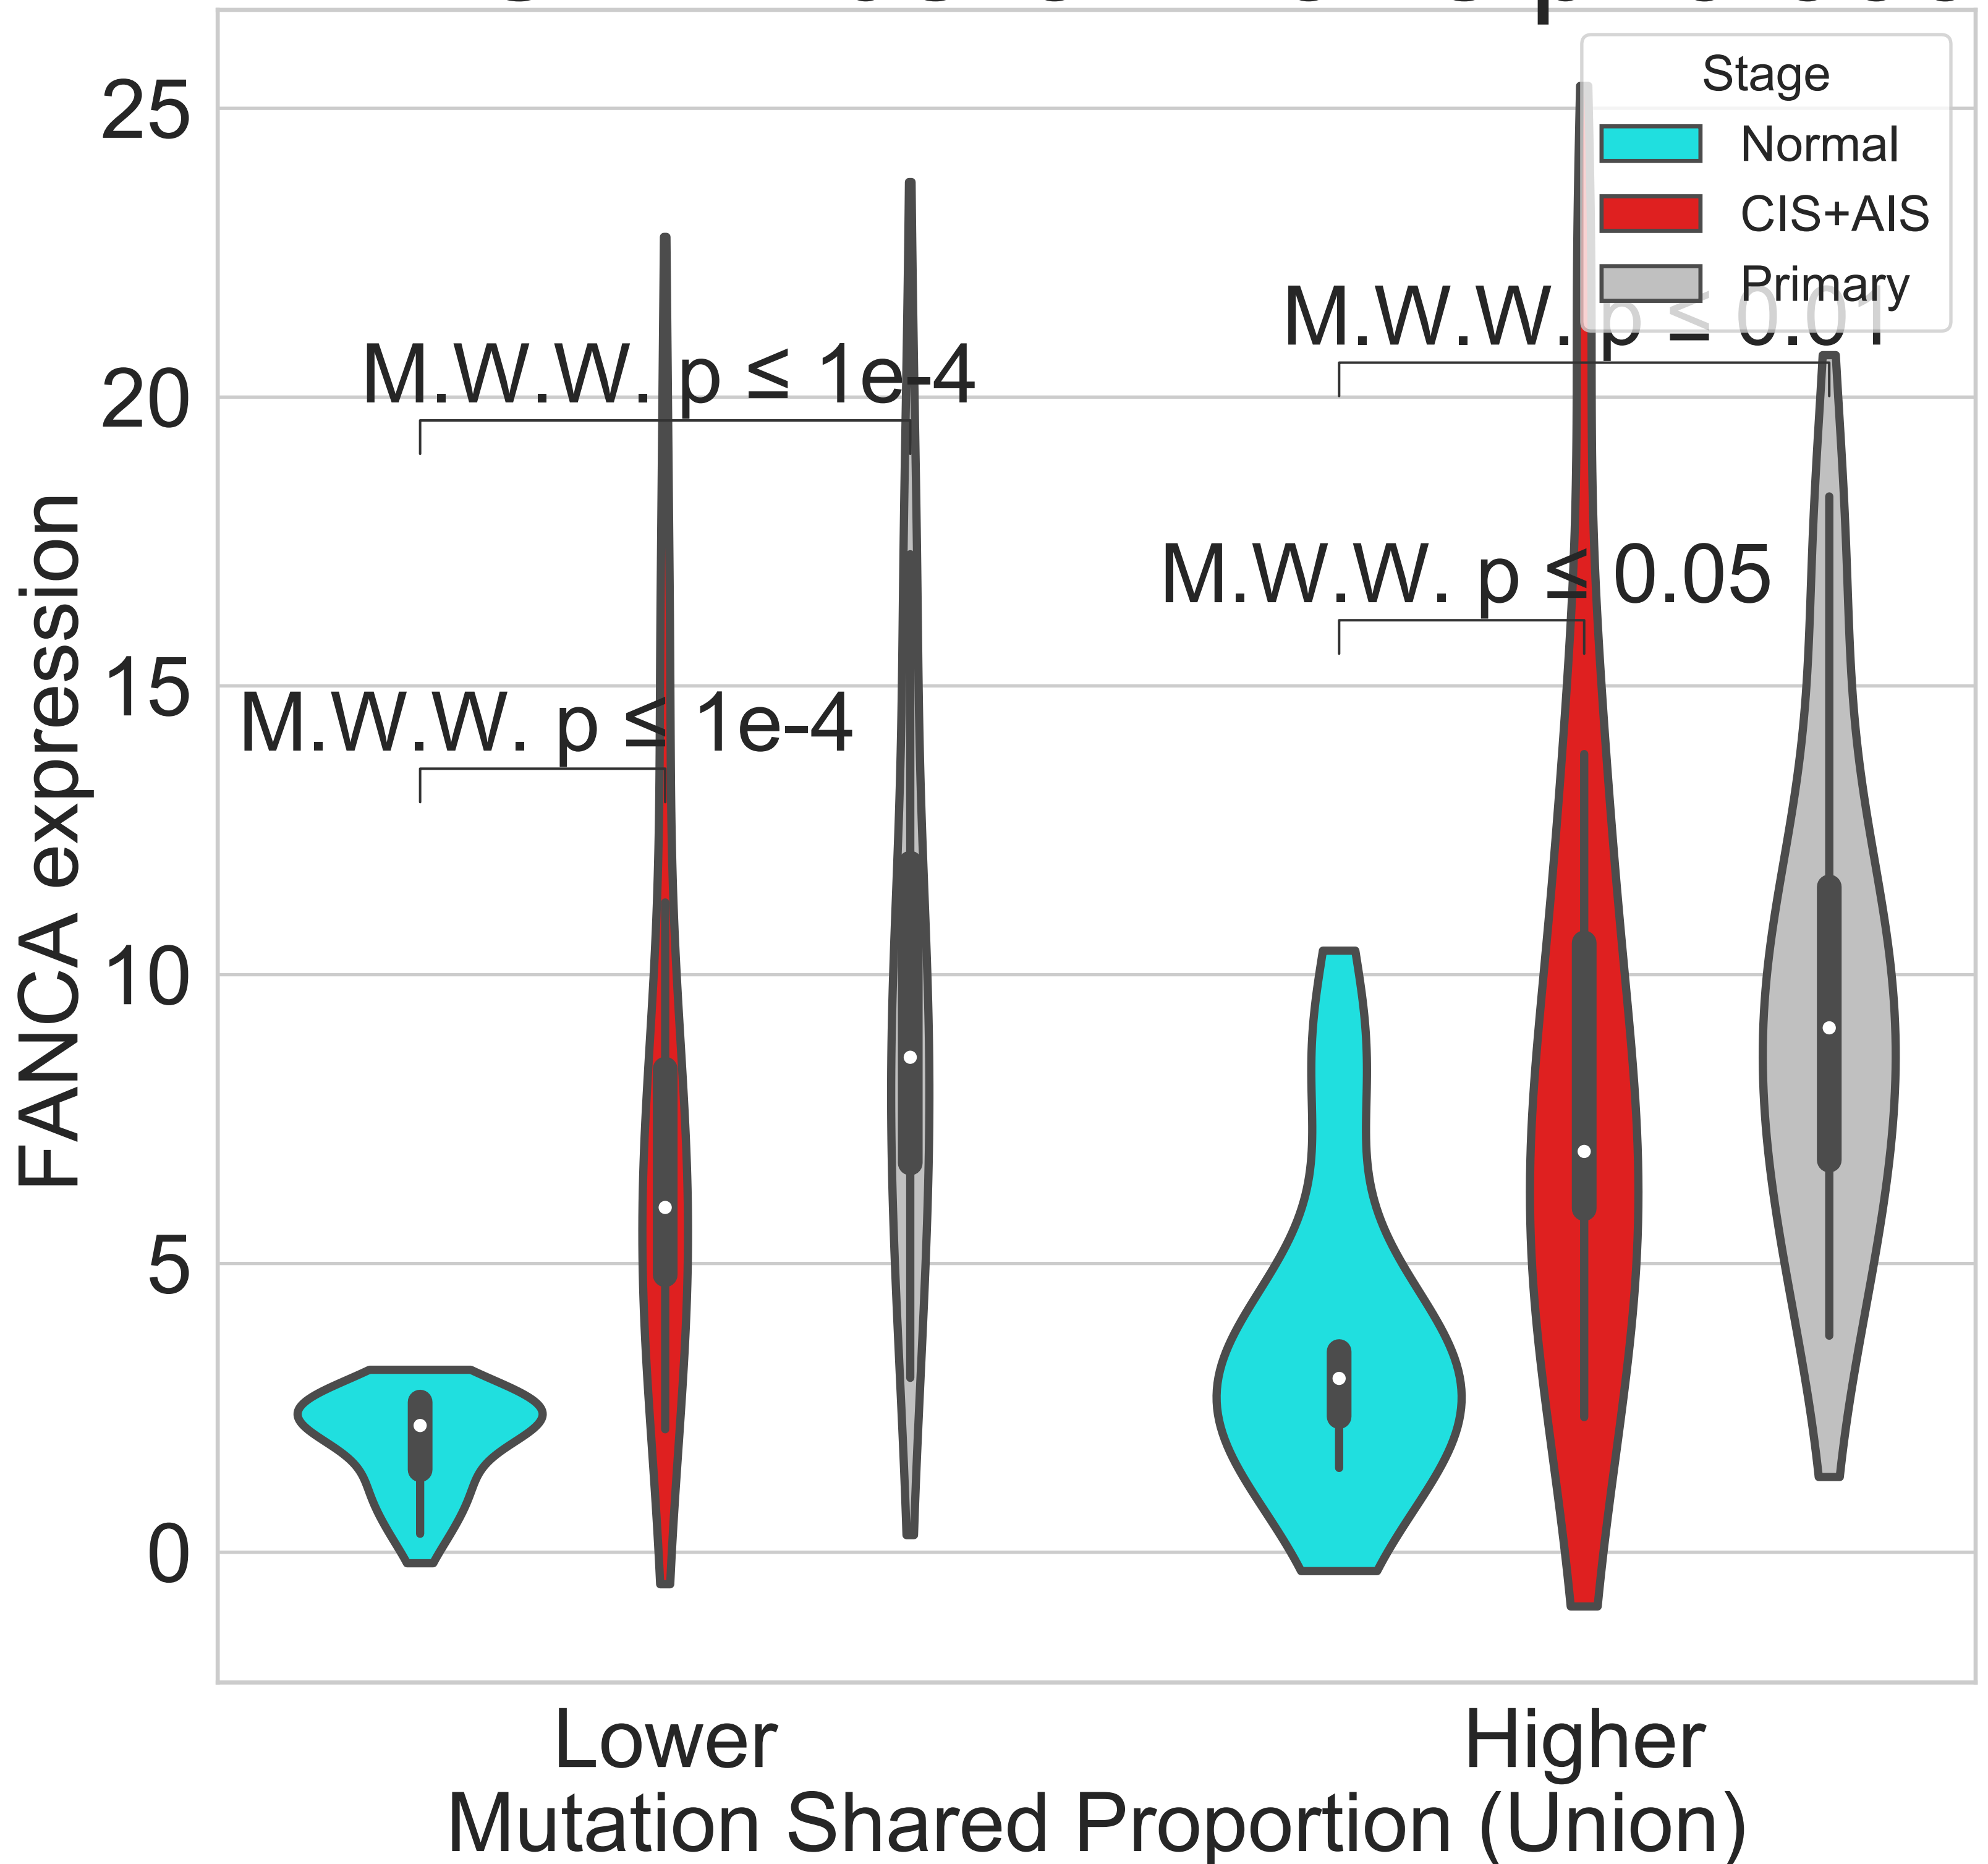 Stage
Normal
CIS+AIS
Primary
25
20
15
10
5
0
FANCA expression
M.W.W. p ≤ 1e-4
M.W.W. p ≤ 1e-4
M.W.W. p ≤ 0.01
M.W.W. p ≤ 0.05
Lower
Higher
Mutation Shared Proportion (Union)